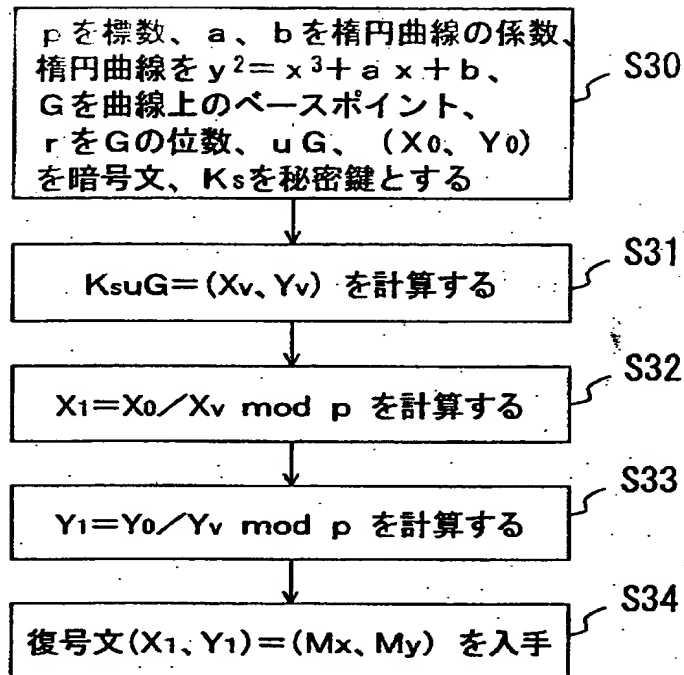 pを標数、a、bを楕円曲線の係数、
楕円曲線をy²=x³+ax+b、
Gを曲線上のベースポイント、
rをGの位数、uG、(X₀、Y₀)
を暗号文、Ksを秘密鍵とする
S30
KsuG=(Xv、Yv)を計算する
S31
X₁=X₀/Xv mod p を計算する
S32
Y₁=Y₀/Yv mod p を計算する
S33
復号文(X₁、Y₁)=(Mx、My)を入手
S34